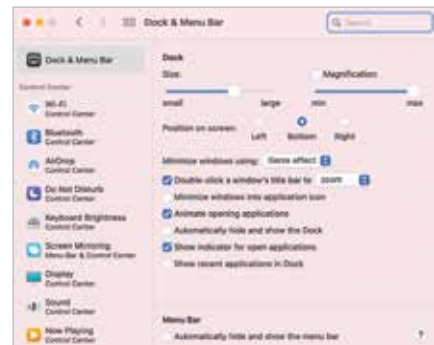 Dock & Menu Bar
Search
Dock & Menu Bar
Control Center
Wi-Fi
Control Center
Bluetooth
Control Center
AirDrop
Control Center
Do Not Disturb
Control Center
Keyboard Brightness
Control Center
Screen Mirroring
Menu Bar & Control Center
Display
Control Center
Sound
Control Center
Now Playing
Control Center
Dock
Size: Magnification:
small large min max
Position on screen: Left Bottom Right
Minimize windows using: Genie effect
Double-click a window's title bar to zoom
Minimize windows into application icon
Animate opening applications
Automatically hide and show the Dock
Show indicator for open applications
Show recent applications in Dock
Menu Bar
Automatically hide and show the menu bar
?